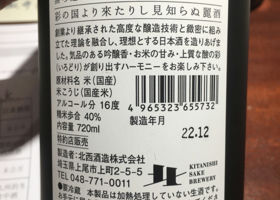 彩の国より來たりし見知らぬ麗酒
創業より継承された高度な醸造技術と緻密に組み
立てた理論を融合し、理想とする日本酒を造りあげま
した。気品のある吟醸香・お米の甘み・上質な酸の彩
(いろどり)が創り出すハーモニーをお楽しみ下さい。
原材料名 米(国産)
米こうじ(国産米)
アルコール分 16度
精米歩合 40%
内容量 720ml
特約店販売
4965323655732
製造年月
22.12
製造者:北西酒造株式会社
埼玉県上尾市上町2-5-5
TEL 048-771-0011
KITANISHI
SAKE
BREWERY
●要冷蔵 本製品は加熱処理していない生酒です。